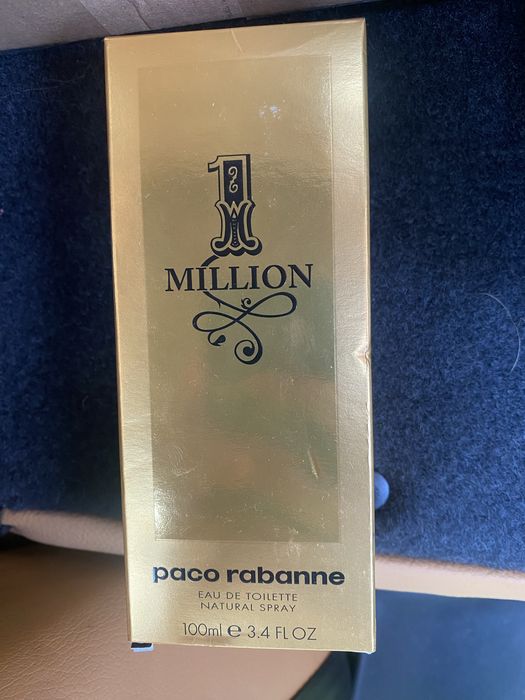 1
MILLION
paco rabanne
EAU DE TOILETTE
NATURAL SPRAY
100ml e 3.4 FL OZ